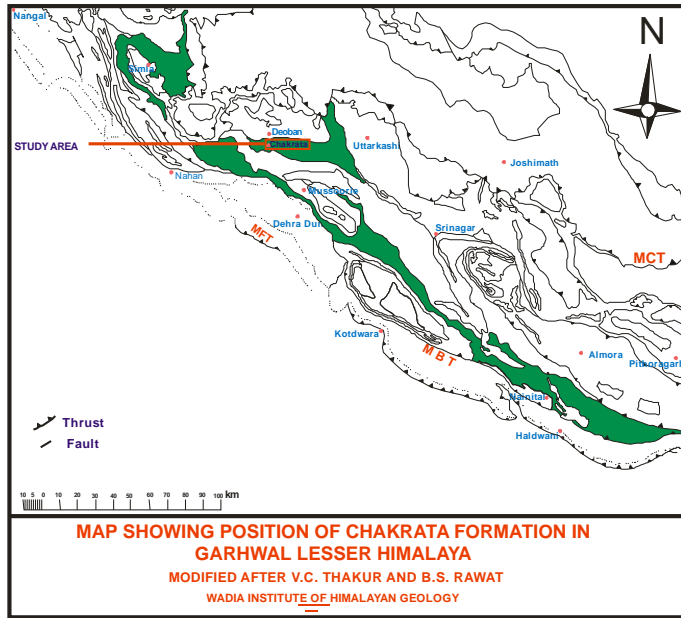 Nangal
N
Simla
Deoban
STUDY AREA
Chakrata
Uttarkashi
Joshimath
Nahan
Mussoorie
Dehra Dun
MFT
Srinagar
MCT
Kotdwara
MBT
Almora
Pithoragarh
Nainital
Haldwani
Thrust
Fault
10 5 0 10 20 30 40 50 60 70 80 90 100 km
MAP SHOWING POSITION OF CHAKRATA FORMATION IN
GARHWAL LESSER HIMALAYA
MODIFIED AFTER V.C. THAKUR AND B.S. RAWAT
WADIA INSTITUTE OF HIMALAYAN GEOLOGY